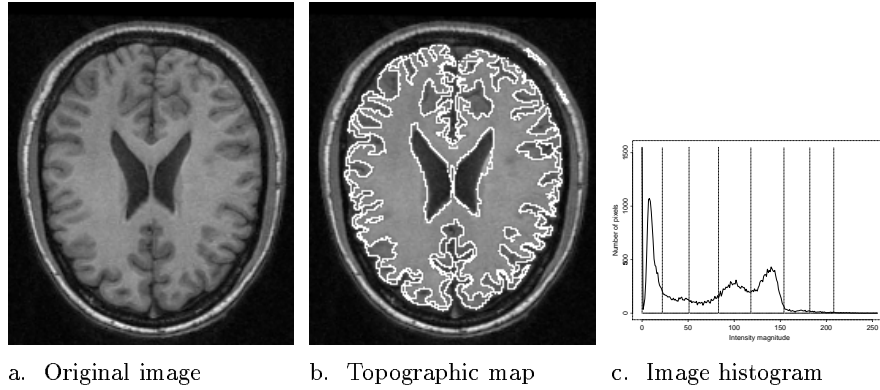 1500
1000
500
0
Number of pixels
0 50 100 150 200 250
Intensity magnitude
a. Original image
b. Topographic map
c. Image histogram